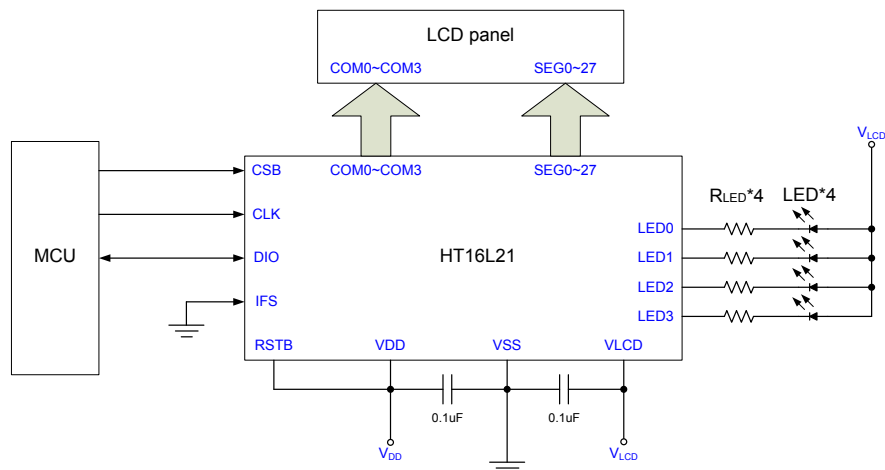 LCD panel
COM0~COM3 SEG0~27
VLCD
COM0~COM3 SEG0~27
CSB
RLED*4 LED*4
CLK
LED0
MCU
DIO
HT16L21
LED1
LED2
IFS
LED3
RSTB VDD VSS VLCD
0.1uF 0.1uF
VDD VLCD